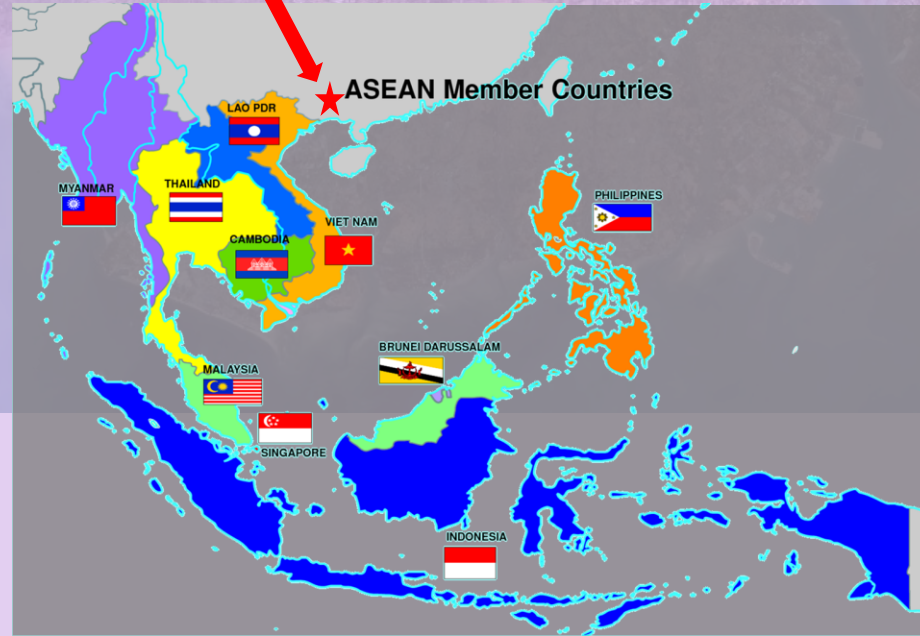 ASEAN Member Countries
LAO PDR
MYANMAR
THAILAND
PHILIPPINES
VIET NAM
CAMBODIA
BRUNEI DARUSSALAM
MALAYSIA
SINGAPORE
INDONESIA